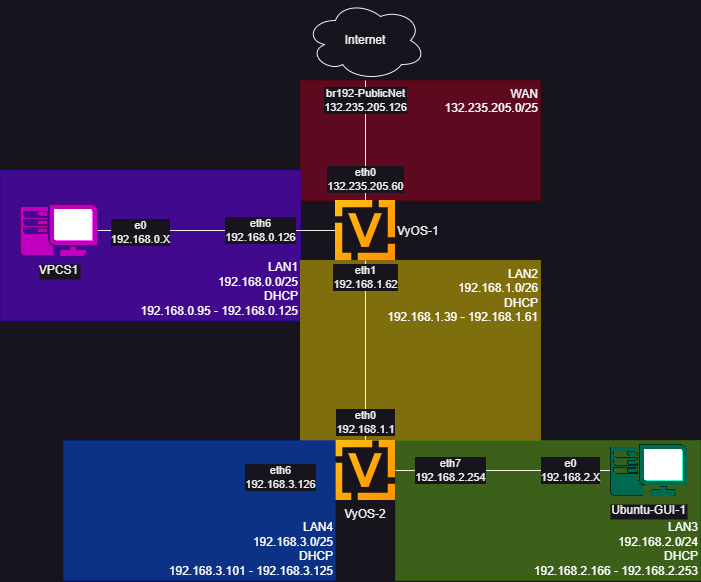 Internet
br192-PublicNet
132.235.205.126
WAN
132.235.205.0/25
eth0
132.235.205.60
e0
192.168.0.X
eth6
192.168.0.126
VyOS-1
VPCS1
LAN1
192.168.0.0/25
DHCP
192.168.0.95 - 192.168.0.125
eth1
192.168.1.62
LAN2
192.168.1.0/26
DHCP
192.168.1.39 - 192.168.1.61
eth0
192.168.1.1
eth6
192.168.3.126
eth7
192.168.2.254
e0
192.168.2.X
VyOS-2
Ubuntu-GUI-1
LAN4
192.168.3.0/25
DHCP
192.168.3.101 - 192.168.3.125
LAN3
192.168.2.0/24
DHCP
192.168.2.166 - 192.168.2.253